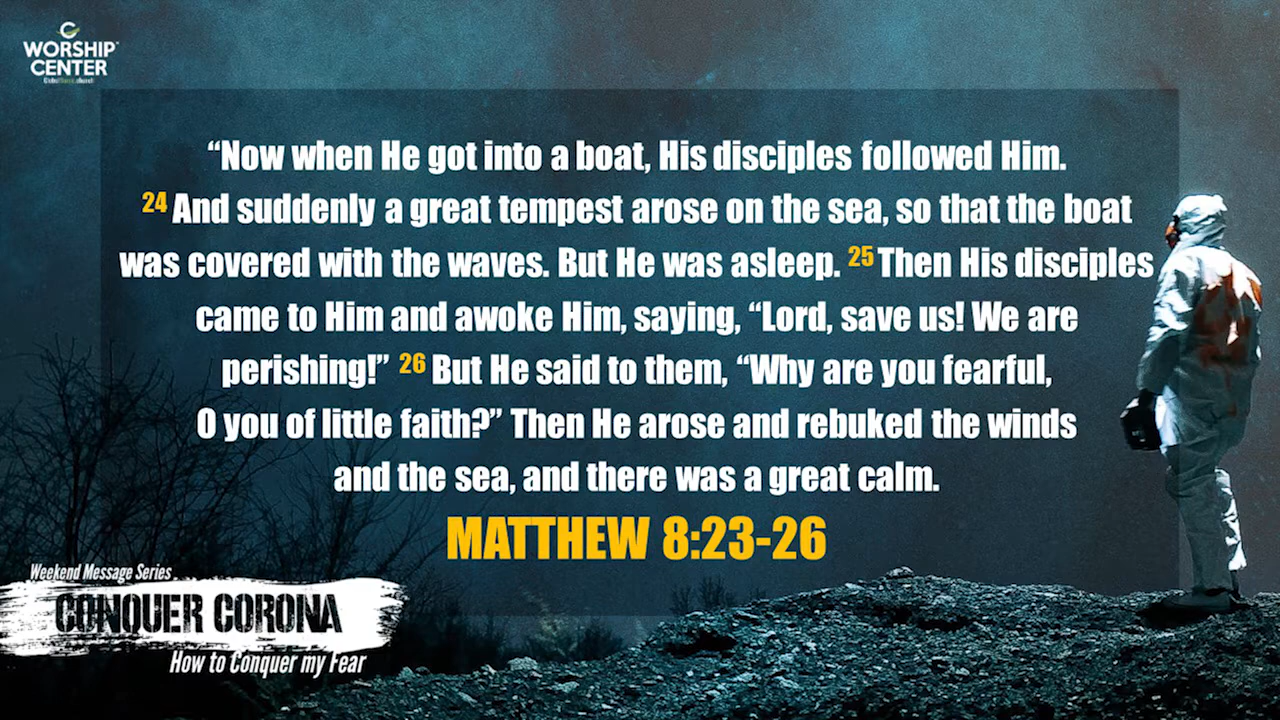 WORSHIP
CENTER
“Now when He got into a boat, His disciples followed Him.
24 And suddenly a great tempest arose on the sea, so that the boat
was covered with the waves. But He was asleep. 25 Then His disciples
came to Him and awoke Him, saying, “Lord, save us! We are
perishing!” 26 But He said to them, “Why are you fearful,
O you of little faith?” Then He arose and rebuked the winds
and the sea, and there was a great calm.
MATTHEW 8:23-26
Weekend Message Series
CONQUER CORONA
How to Conquer my Fear